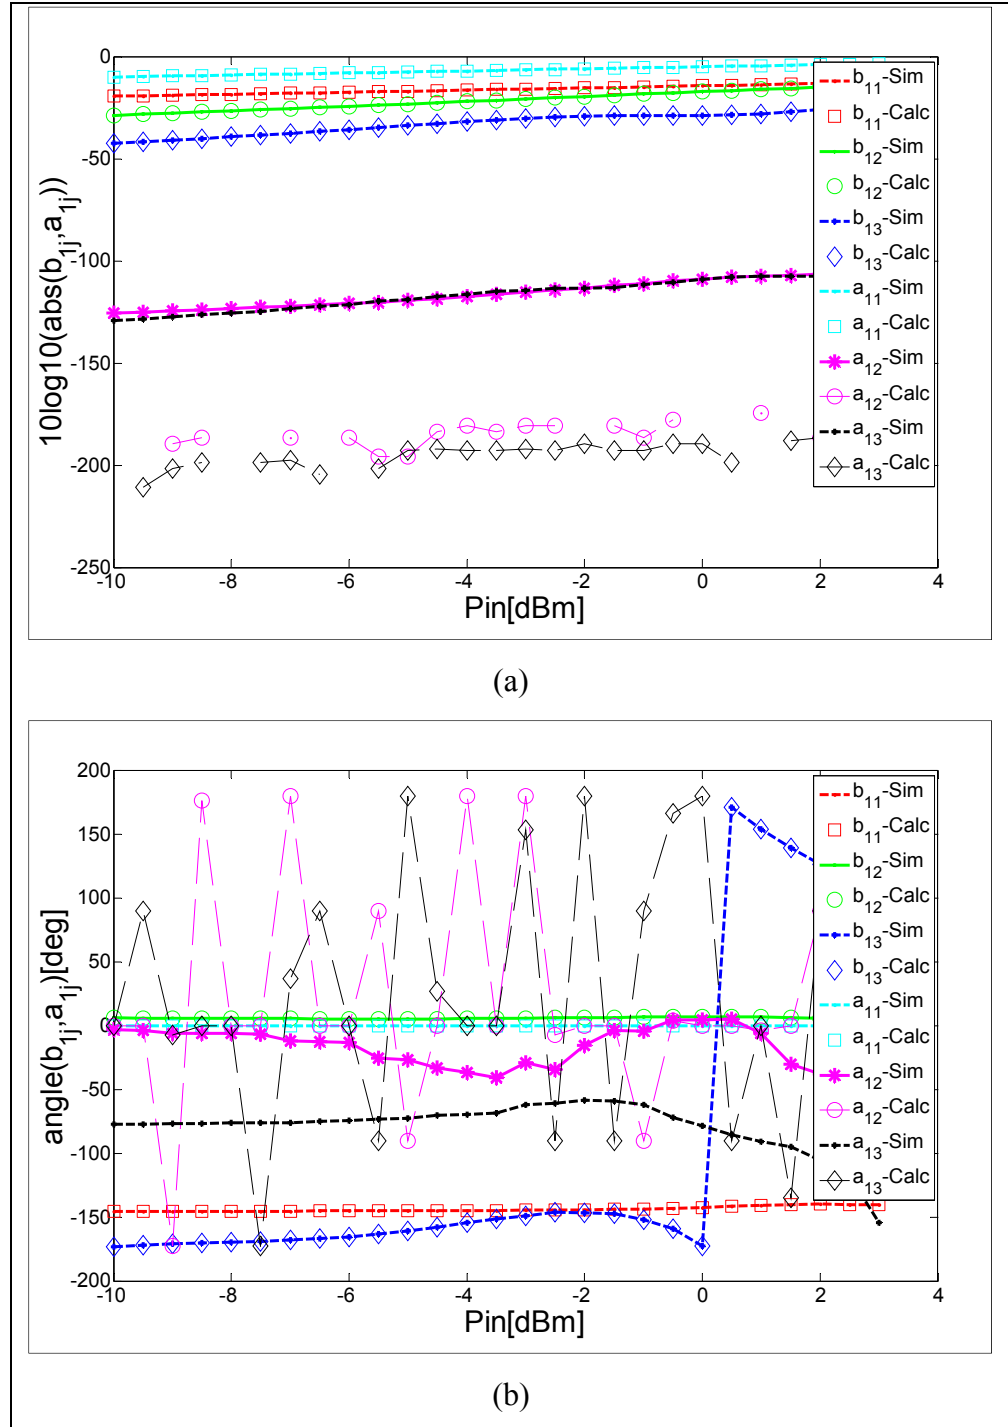 0
-50
-100
-150
-200
-250
-10
-8
-6
-4
-2
0
2
4
10log10(abs(b1j,a1j))
Pin[dBm]
b11-Sim
b11-Calc
b12-Sim
b12-Calc
b13-Sim
b13-Calc
a11-Sim
a11-Calc
a12-Sim
a12-Calc
a13-Sim
a13-Calc
(a)
200
150
100
50
0
-50
-100
-150
-200
-10
-8
-6
-4
-2
0
2
4
angle(b1j,a1j)[deg]
Pin[dBm]
b11-Sim
b11-Calc
b12-Sim
b12-Calc
b13-Sim
b13-Calc
a11-Sim
a11-Calc
a12-Sim
a12-Calc
a13-Sim
a13-Calc
(b)